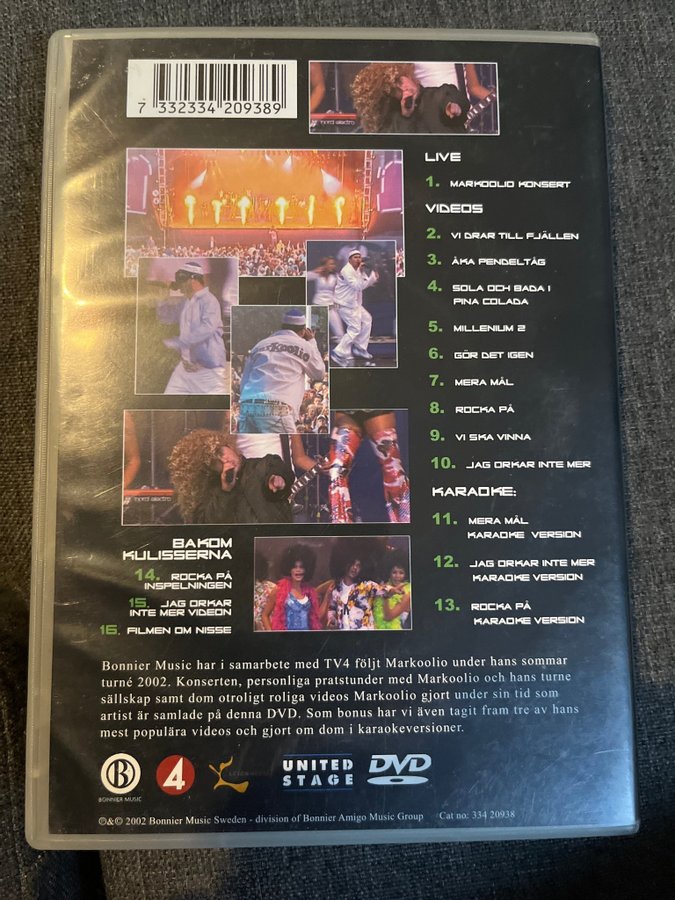 7 332334 209389
nord electro
LIVE
1. MARKOOLIO KONSERT
VIDEOS
2. VI DRAR TILL FJÄLLEN
3. ÅKA PENDELTÅG
4. SOLA OCH BADA I
PINA COLADA
5. MILLENIUM 2
6. GÖR DET IGEN
7. MERA MÅL
8. ROCKA PÅ
9. VI SKA VINNA
10. JAG ORKAR INTE MER
KARAOKE:
11. MERA MÅL
KARAOKE VERSION
12. JAG ORKAR INTE MER
KARAOKE VERSION
13. ROCKA PÅ
KARAOKE VERSION
Markoolio
nord electro
BAKOM
KULISSERNA
14. ROCKA PÅ
INSPELNINGEN
15. JAG ORKAR
INTE MER VIDEON
16. FILMEN OM NISSE
Bonnier Music har i samarbete med TV4 följt Markoolio under hans sommar
turné 2002. Konserten, personliga pratstunder med Markoolio och hans turne
sällskap samt dom otroligt roliga videos Markoolio gjort under sin tid som
artist är samlade på denna DVD. Som bonus har vi även tagit fram tre av hans
mest populära videos och gjort om dom i karaokeversioner.
B
BONNIER MUSIC
4
UNITED
STAGE
DVD
℗&© 2002 Bonnier Music Sweden - division of Bonnier Amigo Music Group Cat no: 334 20938